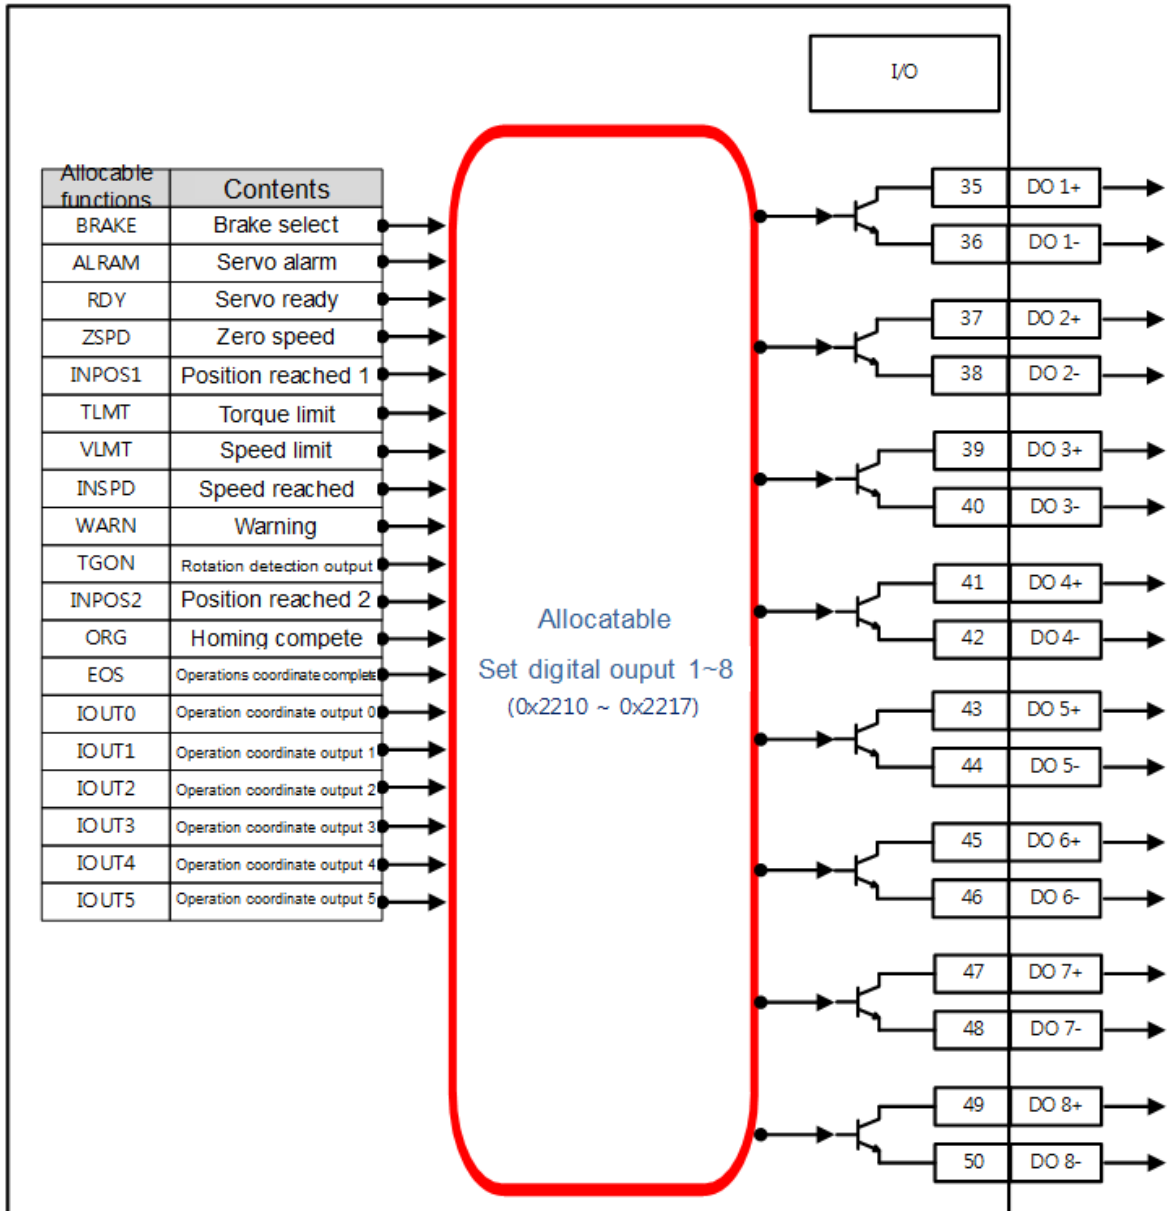 I/O
Allocable functions Contents
BRAKE Brake select
ALRAM Servo alarm
RDY Servo ready
ZSPD Zero speed
INPOS1 Position reached 1
TLMT Torque limit
VLMT Speed limit
INSPD Speed reached
WARN Warning
TGON Rotation detection output
INPOS2 Position reached 2
ORG Homing compete
EOS Operations coordinate complete
IOUT0 Operation coordinate output 0
IOUT1 Operation coordinate output 1
IOUT2 Operation coordinate output 2
IOUT3 Operation coordinate output 3
IOUT4 Operation coordinate output 4
IOUT5 Operation coordinate output 5
Allocatable
Set digital ouput 1~8
(0x2210 ~ 0x2217)
35 DO 1+
36 DO 1-
37 DO 2+
38 DO 2-
39 DO 3+
40 DO 3-
41 DO 4+
42 DO 4-
43 DO 5+
44 DO 5-
45 DO 6+
46 DO 6-
47 DO 7+
48 DO 7-
49 DO 8+
50 DO 8-